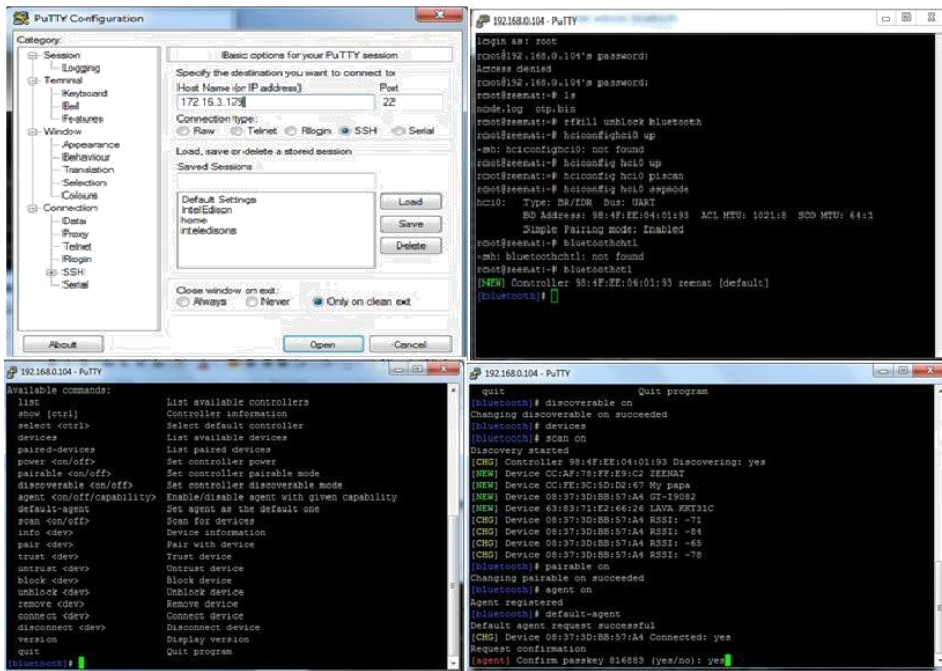 PuTTY Configuration
Category:
Session
Logging
Terminal
Keyboard
Bell
Features
Window
Appearance
Behaviour
Translation
Selection
Colours
Connection
Data
Proxy
Telnet
Rlogin
SSH
Serial
Basic options for your PuTTY session
Specify the destination you want to connect to
Host Name (or IP address) Port
172.16.3.179 22
Connection type:
Raw Telnet Rlogin SSH Serial
Load, save or delete a stored session
Saved Sessions
Default Settings
IntelEdison
home
inteledisons
Load
Save
Delete
Close window on exit:
Always Never Only on clean exit
About Open Cancel
192.168.0.104 - PuTTY
login as: root
root@192.168.0.104's password:
Access denied
root@192.168.0.104's password:
root@zeenat:~# ls
node.log otp.bin
root@zeenat:~# rfkill unblock bluetooth
root@zeenat:~# hciconfighci0 up
-sh: hciconfighci0: not found
root@zeenat:~# hciconfig hci0 up
root@zeenat:~# hciconfig hci0 piscan
root@zeenat:~# hciconfig hci0 sspmode
hci0: Type: BR/EDR Bus: UART
BD Address: 98:4F:EE:04:01:93 ACL MTU: 1021:8 SCO MTU: 64:1
Simple Pairing mode: Enabled
root@zeenat:~# bluetoothchtl
-sh: bluetoothchtl: not found
root@zeenat:~# bluetoothctl
[NEW] Controller 98:4F:EE:04:01:93 zeenat [default]
[bluetooth]#
192.168.0.104 - PuTTY
Available commands:
list List available controllers
show [ctrl] Controller information
select <ctrl> Select default controller
devices List available devices
paired-devices List paired devices
power <on/off> Set controller power
pairable <on/off> Set controller pairable mode
discoverable <on/off> Set controller discoverable mode
agent <on/off/capability> Enable/disable agent with given capability
default-agent Set agent as the default one
scan <on/off> Scan for devices
info <dev> Device information
pair <dev> Pair with device
trust <dev> Trust device
untrust <dev> Untrust device
block <dev> Block device
unblock <dev> Unblock device
remove <dev> Remove device
connect <dev> Connect device
disconnect <dev> Disconnect device
version Display version
quit Quit program
[bluetooth]#
192.168.0.104 - PuTTY
quit Quit program
[bluetooth]# discoverable on
Changing discoverable on succeeded
[bluetooth]# devices
[bluetooth]# scan on
Discovery started
[CHG] Controller 98:4F:EE:04:01:93 Discovering: yes
[NEW] Device CC:AF:78:FF:E9:C2 ZEENAT
[NEW] Device CC:FE:3C:5D:D2:67 My papa
[NEW] Device 08:37:3D:BB:57:A4 GT-I9082
[NEW] Device 63:83:71:E2:66:26 LAVA KKT31C
[CHG] Device 08:37:3D:BB:57:A4 RSSI: -71
[CHG] Device 08:37:3D:BB:57:A4 RSSI: -84
[CHG] Device 08:37:3D:BB:57:A4 RSSI: -65
[CHG] Device 08:37:3D:BB:57:A4 RSSI: -78
[bluetooth]# pairable on
Changing pairable on succeeded
[bluetooth]# agent on
Agent registered
[bluetooth]# default-agent
Default agent request successful
[CHG] Device 08:37:3D:BB:57:A4 Connected: yes
Request confirmation
[agent] Confirm passkey 816883 (yes/no): yes